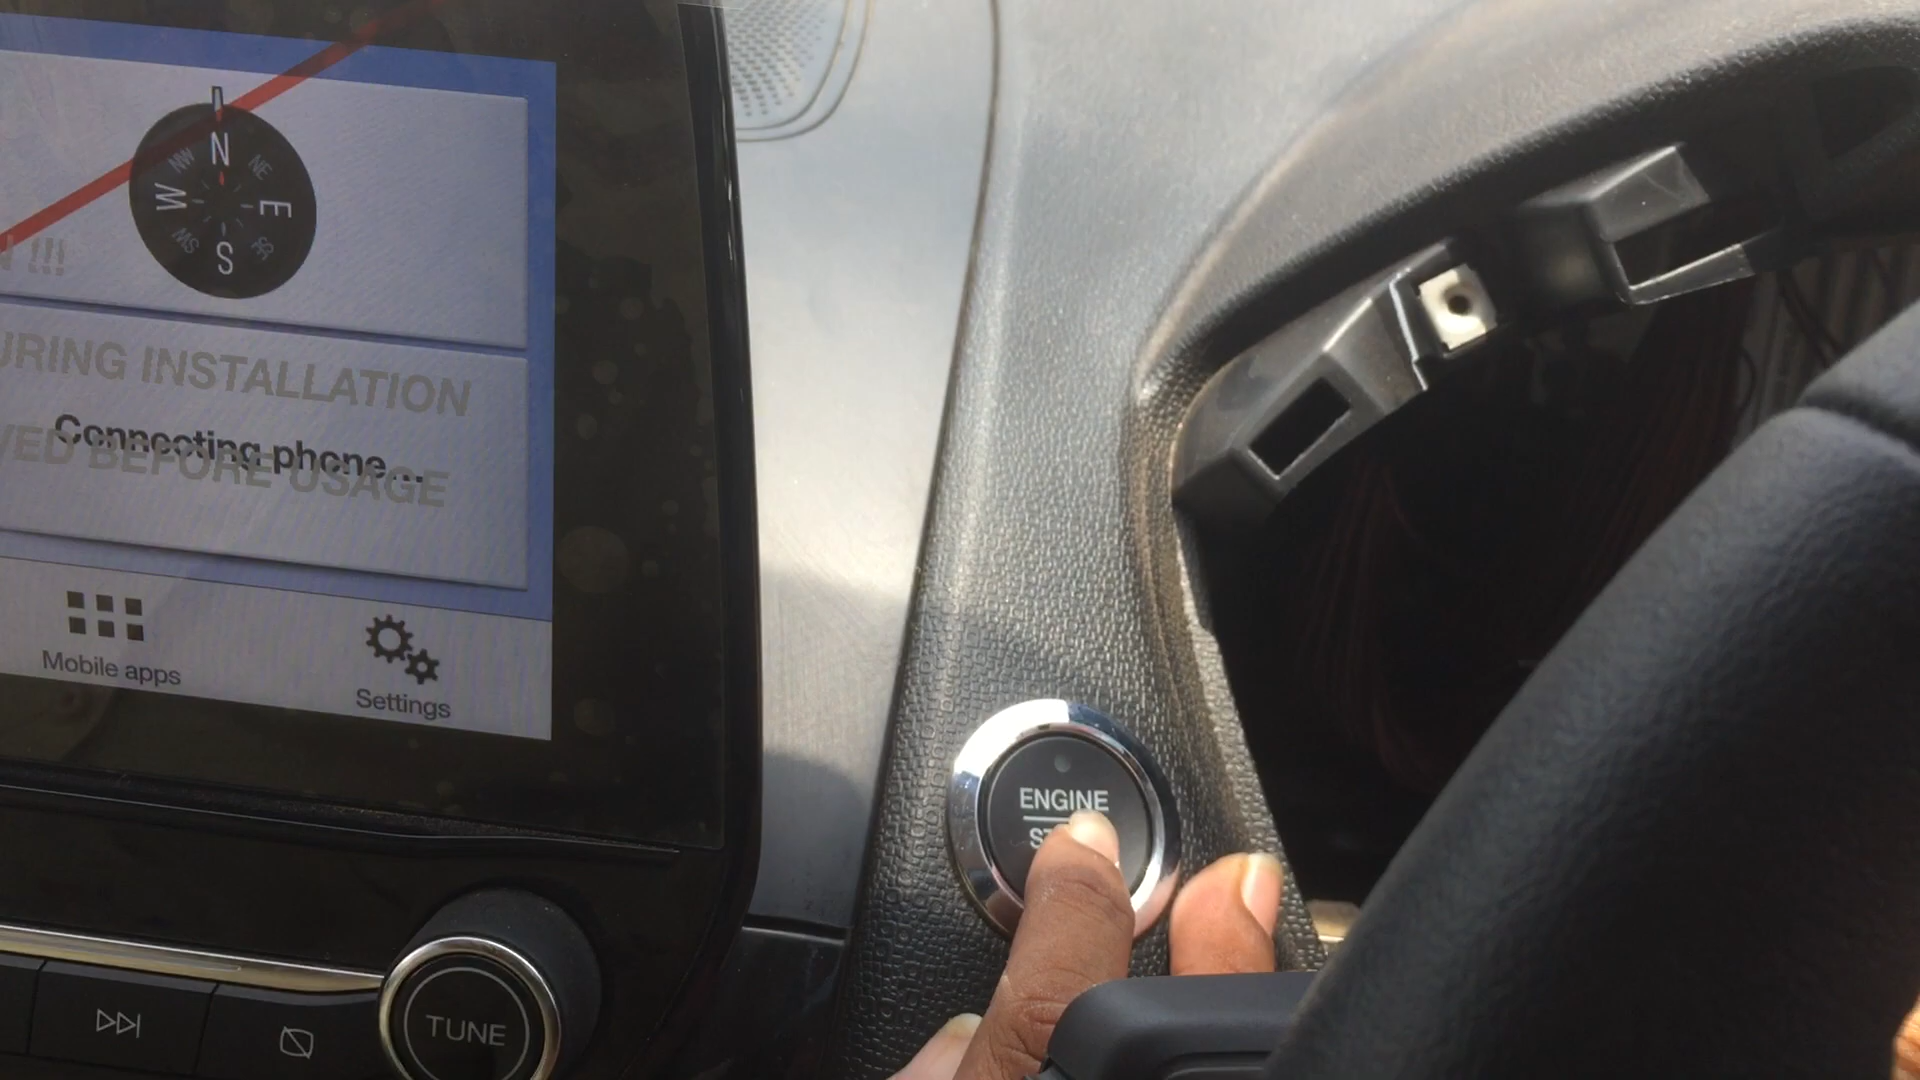 N
NW
NE
W
E
SW
SE
S
!!!
URING INSTALLATION
Connecting phone...
VED BEFORE USAGE
Mobile apps
Settings
ENGINE
TUNE